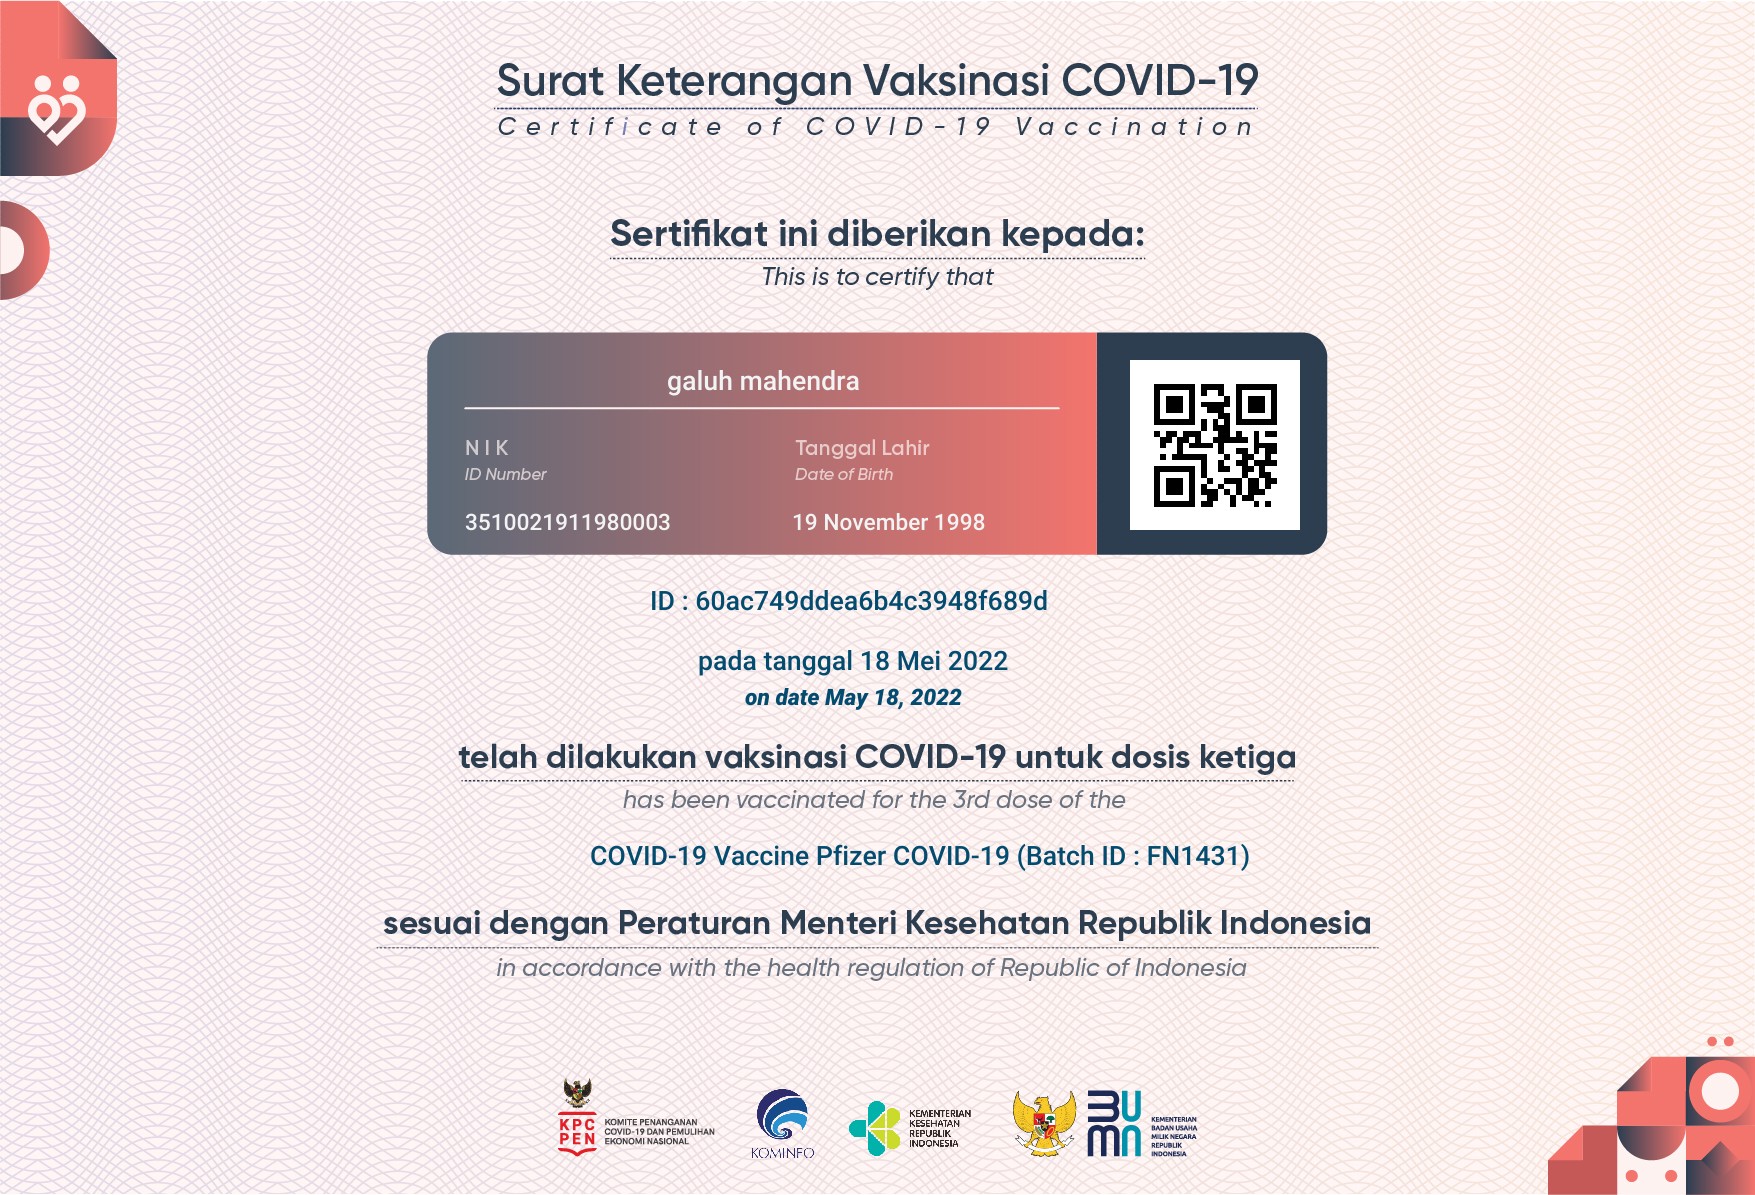 Surat Keterangan Vaksinasi COVID-19
Certificate of COVID-19 Vaccination
Sertifikat ini diberikan kepada:
This is to certify that
galuh mahendra
NIK
ID Number
3510021911980003
Tanggal Lahir
Date of Birth
19 November 1998
ID : 60ac749ddea6b4c3948f689d
pada tanggal 18 Mei 2022
on date May 18, 2022
telah dilakukan vaksinasi COVID-19 untuk dosis ketiga
has been vaccinated for the 3rd dose of the
COVID-19 Vaccine Pfizer COVID-19 (Batch ID : FN1431)
sesuai dengan Peraturan Menteri Kesehatan Republik Indonesia
in accordance with the health regulation of Republic of Indonesia
KPC
PEN
KOMITE PENANGANAN
COVID-19 DAN PEMULIHAN
EKONOMI NASIONAL
KOMINFO
KEMENTERIAN
KESEHATAN
REPUBLIK
INDONESIA
BUMN
KEMENTERIAN
BADAN USAHA
MILIK NEGARA
REPUBLIK
INDONESIA